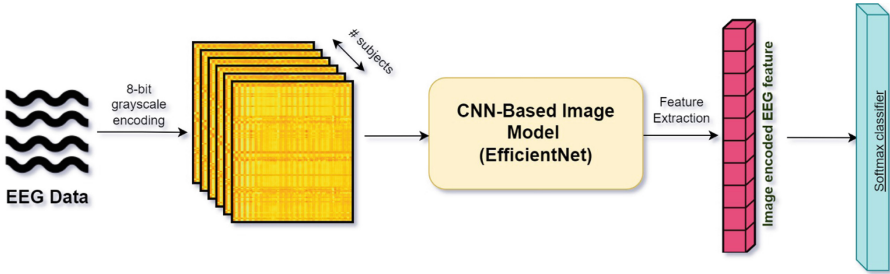 EEG Data
8-bit
grayscale
encoding
# subjects
CNN-Based Image
Model
(EfficientNet)
Feature
Extraction
Image encoded EEG feature
Softmax classifier